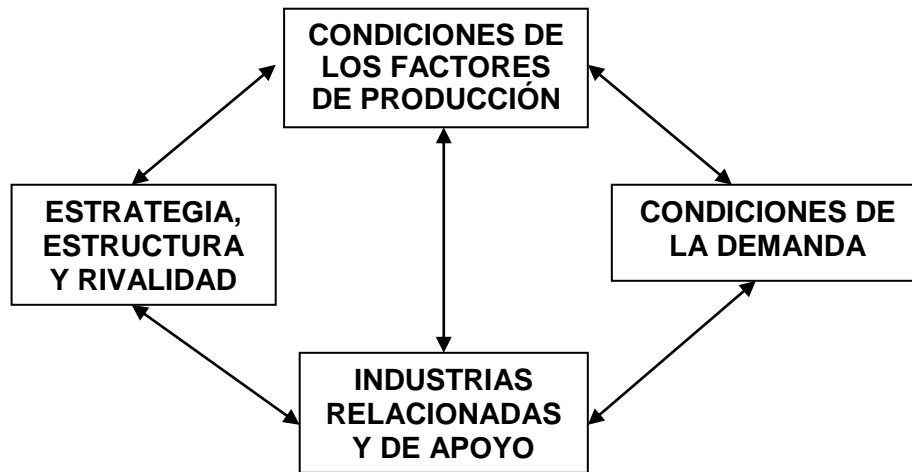 CONDICIONES DE
LOS FACTORES
DE PRODUCCIÓN
ESTRATEGIA,
ESTRUCTURA
Y RIVALIDAD
CONDICIONES DE
LA DEMANDA
INDUSTRIAS
RELACIONADAS
Y DE APOYO